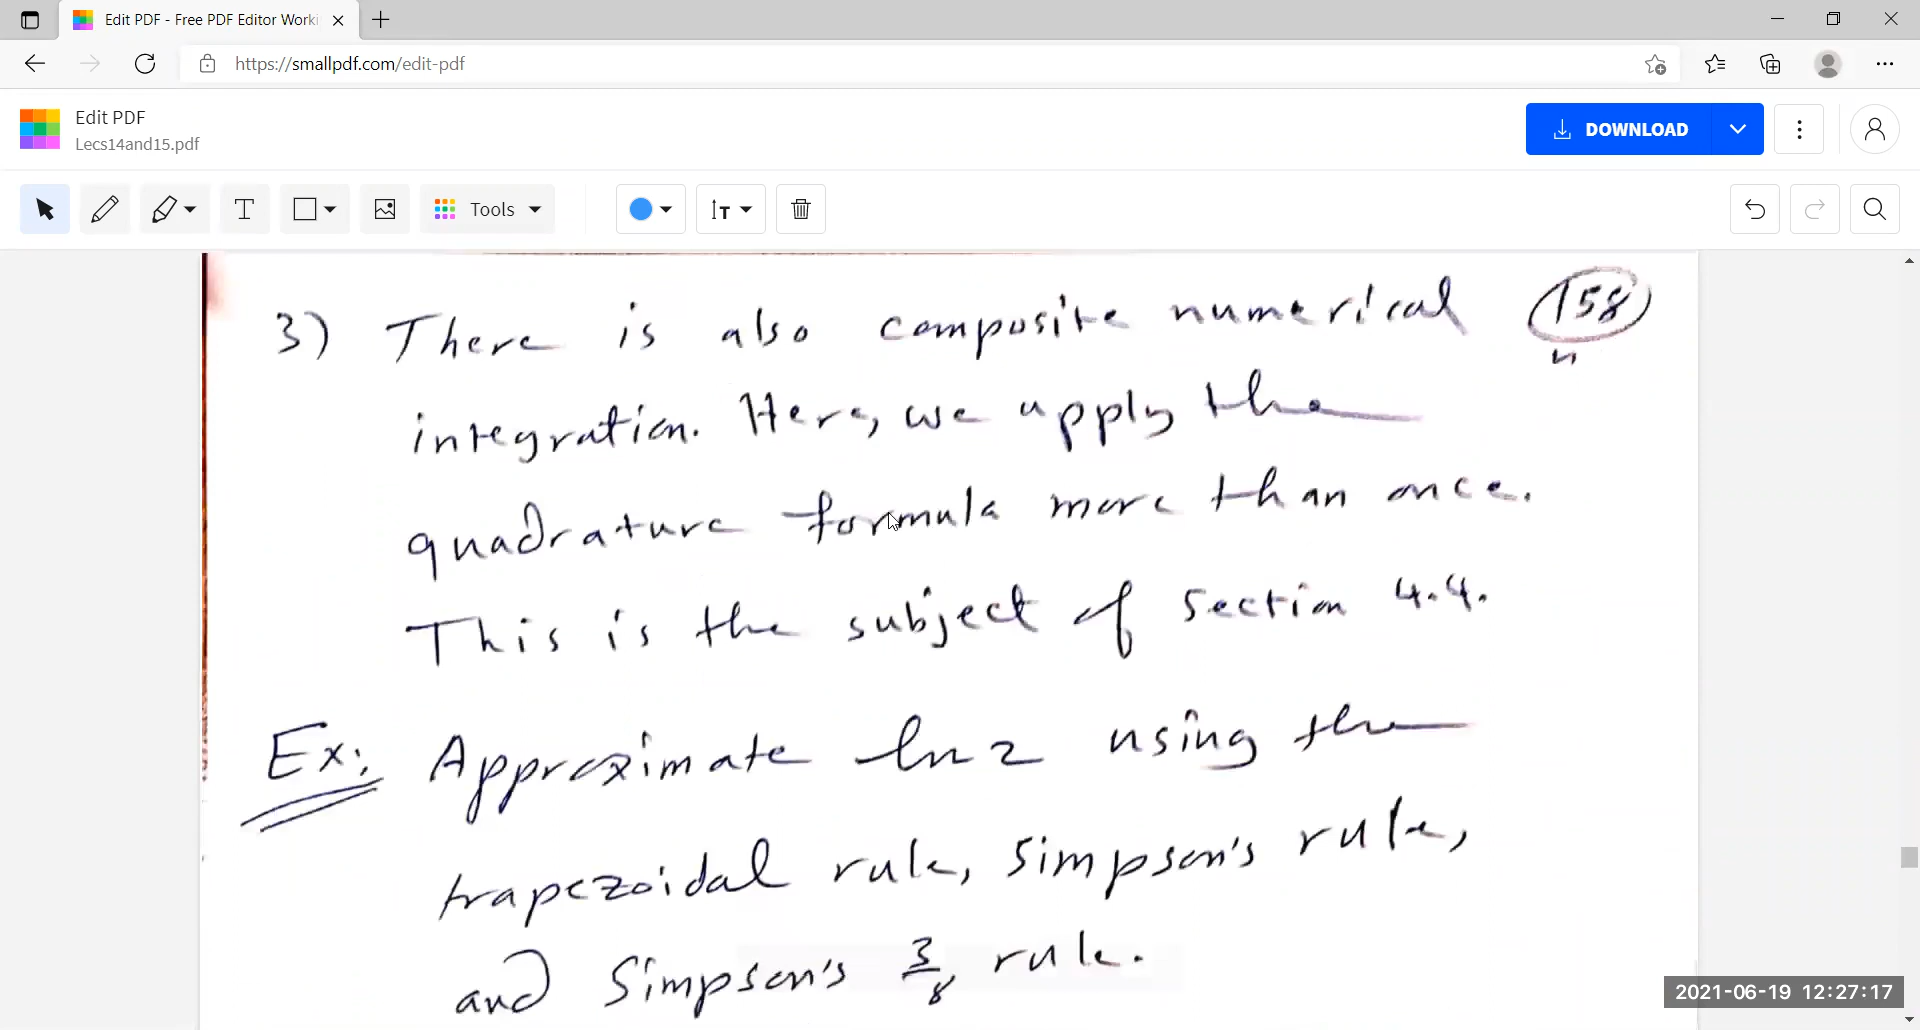 Edit PDF - Free PDF Editor Worki
https://smallpdf.com/edit-pdf
Edit PDF
Lecs14and15.pdf
DOWNLOAD
T
Tools
3) There is also composite numerical 158
integration. Here, we apply the
quadrature formula more than once.
This is the subject of section 4.4.
Ex: Approximate ln 2 using the
trapezoidal rule, Simpson's rule,
and Simpson's 3/8 rule.
2021-06-19 12:27:17